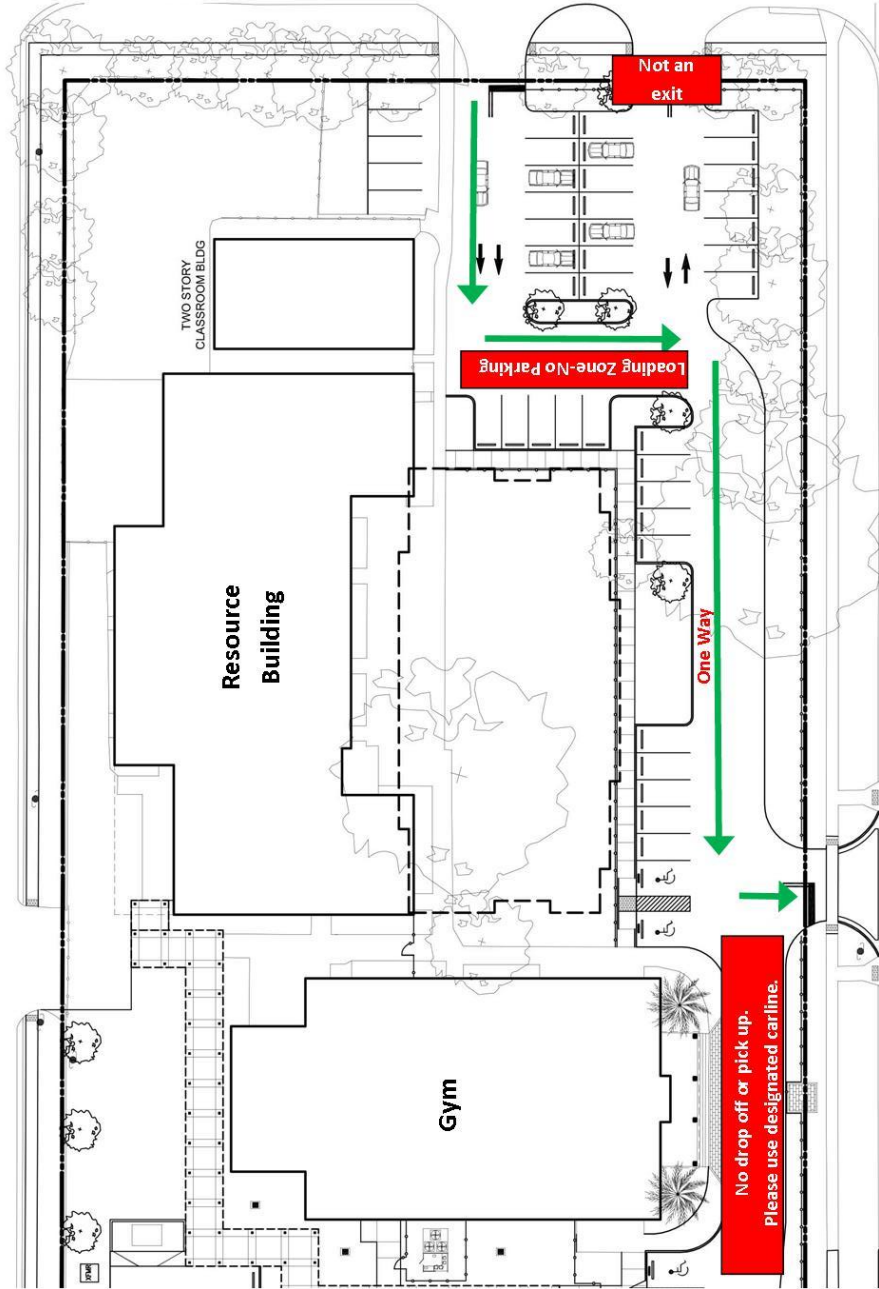 Not an
exit
TWO STORY
CLASSROOM BLDG
Loading Zone-No Parking
Resource
Building
One Way
Gym
No drop off or pick up.
Please use designated carline.
XFMR